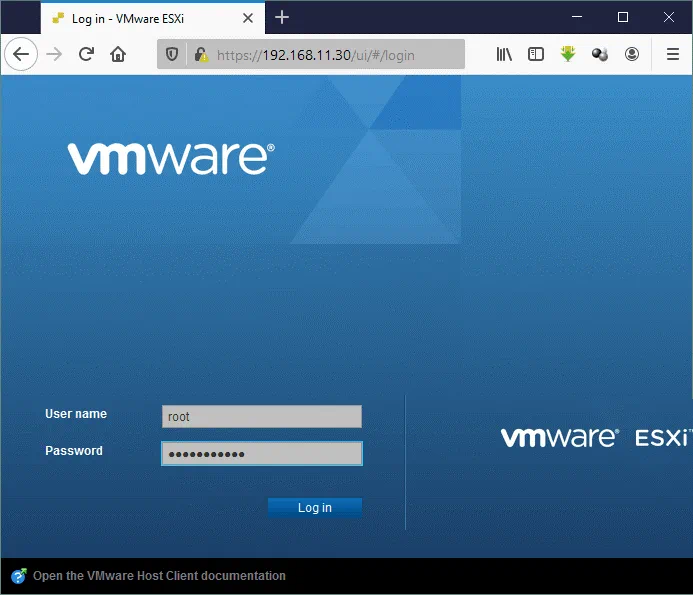 Log in - VMware ESXi
https://192.168.11.30/ui/#/login
vmware®
User name
root
Password
●●●●●●●●●●●
Log in
vmware® ESXi™
Open the VMware Host Client documentation